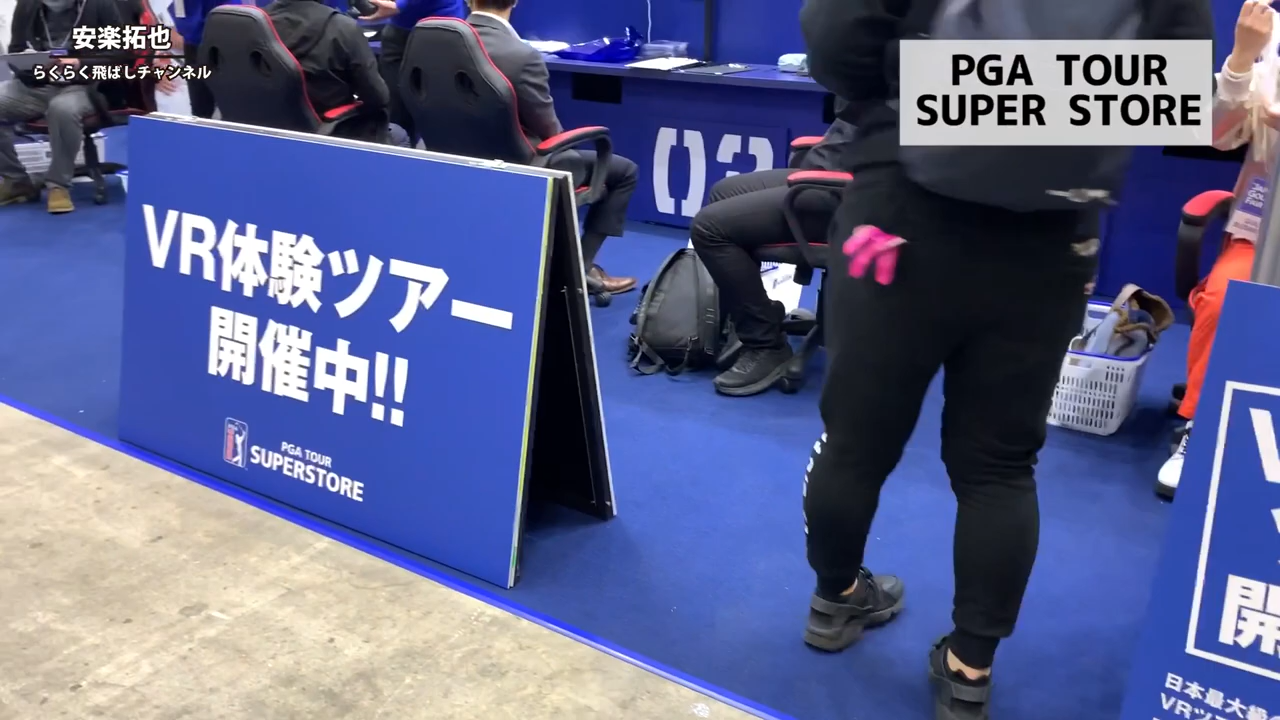 安楽拓也
らくらく飛ばしチャンネル
PGA TOUR
SUPER STORE
03
VR体験ツアー
開催中!!
PGA TOUR
SUPERSTORE
開
日本最大級
VRツ